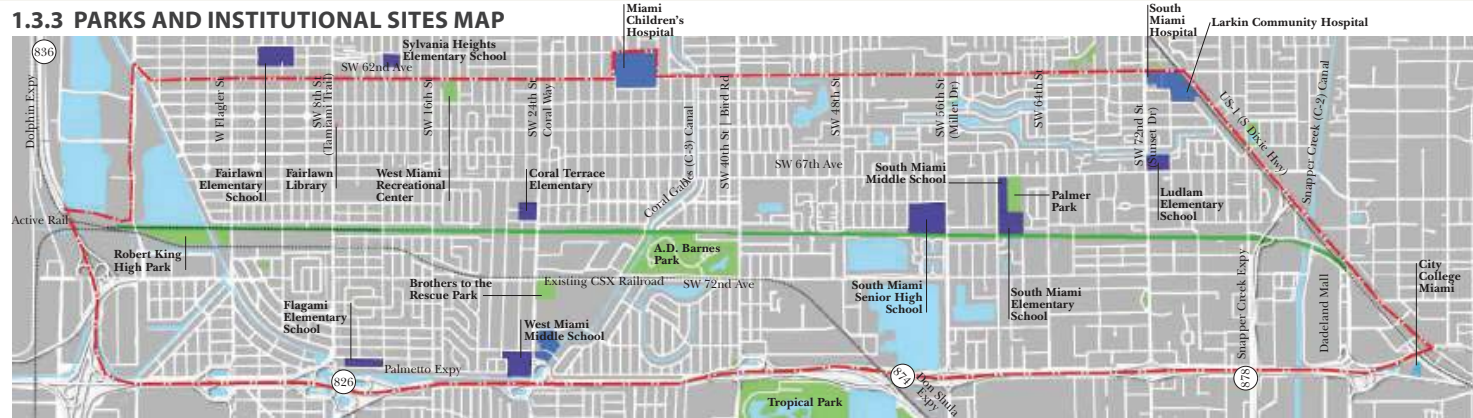 1.3.3 PARKS AND INSTITUTIONAL SITES MAP
Miami
Children's
Hospital
South
Miami
Hospital
Larkin Community Hospital
836
Dolphin Expy
Sylvania Heights
Elementary School
SW 62nd Ave
W Flagler St
SW 8th St
(Tamiami Trail)
SW 16th St
SW 24th St
Coral Way
Coral Gables (C-3) Canal
SW 40th St | Bird Rd
SW 48th St
SW 56th St
(Miller Dr)
SW 64th St
SW 72nd St
(Sunset Dr)
US-1 (S Dixie Hwy)
Snapper Creek (C-2) Canal
SW 67th Ave
Fairlawn
Elementary
School
Fairlawn
Library
West Miami
Recreational
Center
Coral Terrace
Elementary
South Miami
Middle School
Palmer
Park
Ludlam
Elementary
School
Active Rail
Robert King
High Park
A.D. Barnes
Park
Brothers to the
Rescue Park
Existing CSX Railroad
SW 72nd Ave
South Miami
Senior High
School
South Miami
Elementary
School
Snapper Creek Expy
Dadeland Mall
City
College
Miami
Flagami
Elementary
School
West Miami
Middle School
Palmetto Expy
826
874
Don Shula
Expy
878
Tropical Park